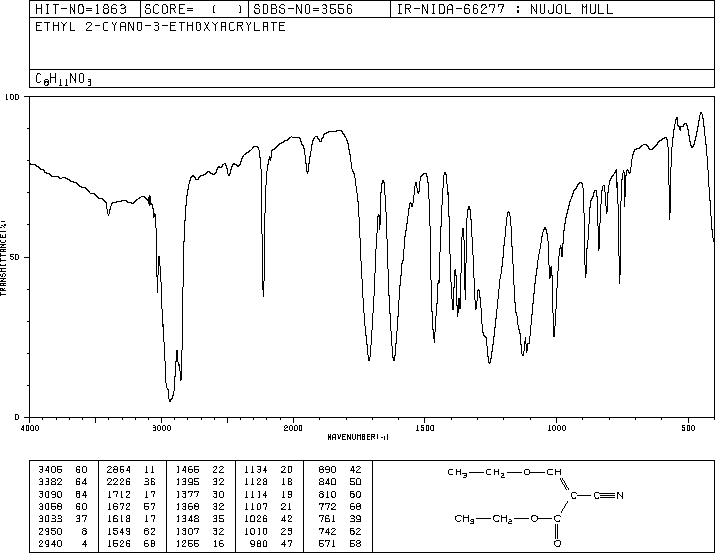 HIT-NO=1863 SCORE= ( ) SDBS-NO=3556 IR-NIDA-66277 : NUJOL MULL
ETHYL 2-CYANO-3-ETHOXYACRYLATE
C8H11NO3
100
TRANSMITTANCE(%)
50
0
4000 3000 2000 1500 1000 500
WAVENUMBER(-1)
3405 60 2854 11 1466 22 1134 20 890 42
3382 64 2226 36 1395 32 1128 18 840 50
3090 64 1712 17 1377 30 1114 19 810 60
3058 60 1672 57 1368 32 1107 21 772 68
3033 37 1618 17 1348 35 1026 42 761 39
2950 6 1549 62 1307 32 1010 23 742 62
2940 4 1526 68 1255 16 980 47 571 58
CH3 CH2 O CH
C C N
CH3 CH2 O C
O